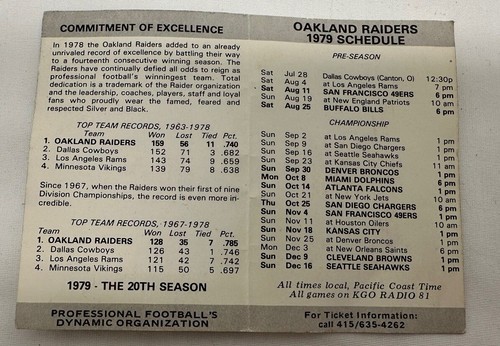 COMMITMENT OF EXCELLENCE
In 1978 the Oakland Raiders added to an already
unrivaled record of excellence by battling their way
to a fourteenth consecutive winning season. The
Raiders have continually defied all odds to reign as
professional football's winningest team. Total
dedication is a trademark of the Raider organization
and the leadership, coaches, players, staff and loyal
fans who proudly wear the famed, feared and
respected Silver and Black.
TOP TEAM RECORDS, 1963-1978
Team Won Lost Tied Pct.
1. OAKLAND RAIDERS 159 56 11 .740
2. Dallas Cowboys 152 71 3 .682
3. Los Angeles Rams 143 74 9 .659
4. Minnesota Vikings 139 79 8 .638
Since 1967, when the Raiders won their first of nine
Division Championships, the record is even more in-
credible.
TOP TEAM RECORDS, 1967-1978
Team Won Lost Tied Pct.
1. OAKLAND RAIDERS 128 35 7 .785
2. Dallas Cowboys 126 43 1 .746
3. Los Angeles Rams 121 42 7 .742
4. Minnesota Vikings 115 50 5 .697
1979 - THE 20TH SEASON
PROFESSIONAL FOOTBALL'S
DYNAMIC ORGANIZATION
OAKLAND RAIDERS
1979 SCHEDULE
PRE-SEASON
Sat Jul 28 Dallas Cowboys (Canton, O) 12:30p
Sat Aug 4 at Los Angeles Rams 7 pm
Sat Aug 11 SAN FRANCISCO 49ERS 6 pm
Sun Aug 19 at New England Patriots 10 am
Sat Aug 25 BUFFALO BILLS 6 pm
CHAMPIONSHIP
Sun Sep 2 at Los Angeles Rams 1 pm
Sun Sep 9 at San Diego Chargers 1 pm
Sun Sep 16 at Seattle Seahawks 1 pm
Sun Sep 23 at Kansas City Chiefs 11 am
Sun Sep 30 DENVER BRONCOS 1 pm
Mon Oct 8 MIAMI DOLPHINS 6 pm
Sun Oct 14 ATLANTA FALCONS 1 pm
Sun Oct 21 at New York Jets 10 am
Thu Oct 25 SAN DIEGO CHARGERS 6 pm
Sun Nov 4 SAN FRANCISCO 49ERS 1 pm
Sun Nov 11 at Houston Oilers 10 am
Sun Nov 18 KANSAS CITY 1 pm
Sun Nov 25 at Denver Broncos 1 pm
Mon Dec 3 at New Orleans Saints 6 pm
Sun Dec 9 CLEVELAND BROWNS 1 pm
Sun Dec 16 SEATTLE SEAHAWKS 1 pm
All times local, Pacific Coast Time
All games on KGO RADIO 81
For Ticket Information:
call 415/635-4262